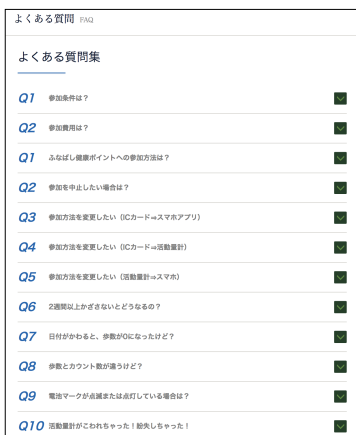 よくある質問 FAQ
よくある質問集
Q1 参加条件は？
Q2 参加費用は？
Q1 ふなばし健康ポイントへの参加方法は？
Q2 参加を中止したい場合は？
Q3 参加方法を変更したい（ICカード⇒スマホアプリ）
Q4 参加方法を変更したい（ICカード⇒活動量計）
Q5 参加方法を変更したい（活動量計⇒スマホ）
Q6 2週間以上かざさないとどうなるの？
Q7 日付がかわると、歩数が0になったけど？
Q8 歩数とカウント数が違うけど？
Q9 電池マークが点滅または点灯している場合は？
Q10 活動量計がこわれちゃった！紛失しちゃった！